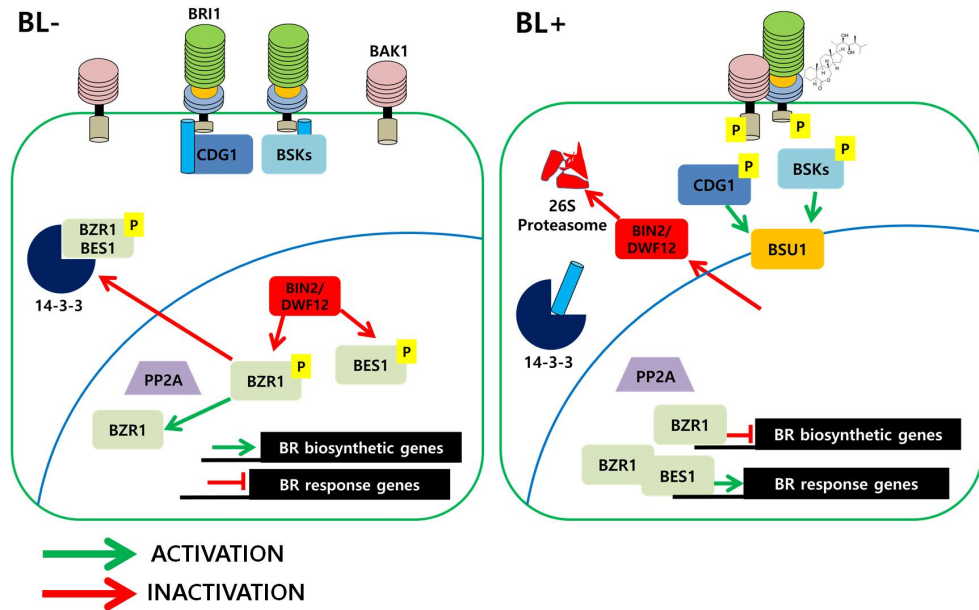 BL-
BRI1
BAK1
CDG1
BSKs
BZR1
BES1
P
14-3-3
BIN2/
DWF12
PP2A
BZR1
P
BES1
P
BZR1
BR biosynthetic genes
BR response genes
BL+
OH
OH
H
H
H
H
O
O
P
P
CDG1
P
BSKs
P
26S
Proteasome
BIN2/
DWF12
BSU1
14-3-3
PP2A
BZR1
BR biosynthetic genes
BZR1
BES1
BR response genes
ACTIVATION
INACTIVATION